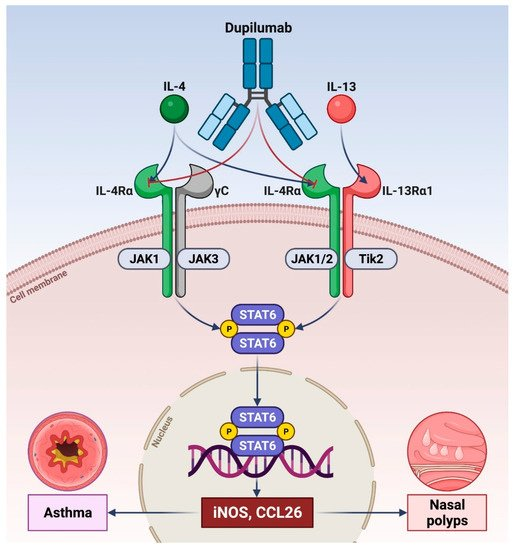 Dupilumab
IL-4
IL-13
IL-4Rα
γC
IL-4Rα
IL-13Rα1
JAK1
JAK3
JAK1/2
Tik2
Cell membrane
STAT6
P
P
STAT6
Nucleus
STAT6
P
P
STAT6
Asthma
iNOS, CCL26
Nasal
polyps